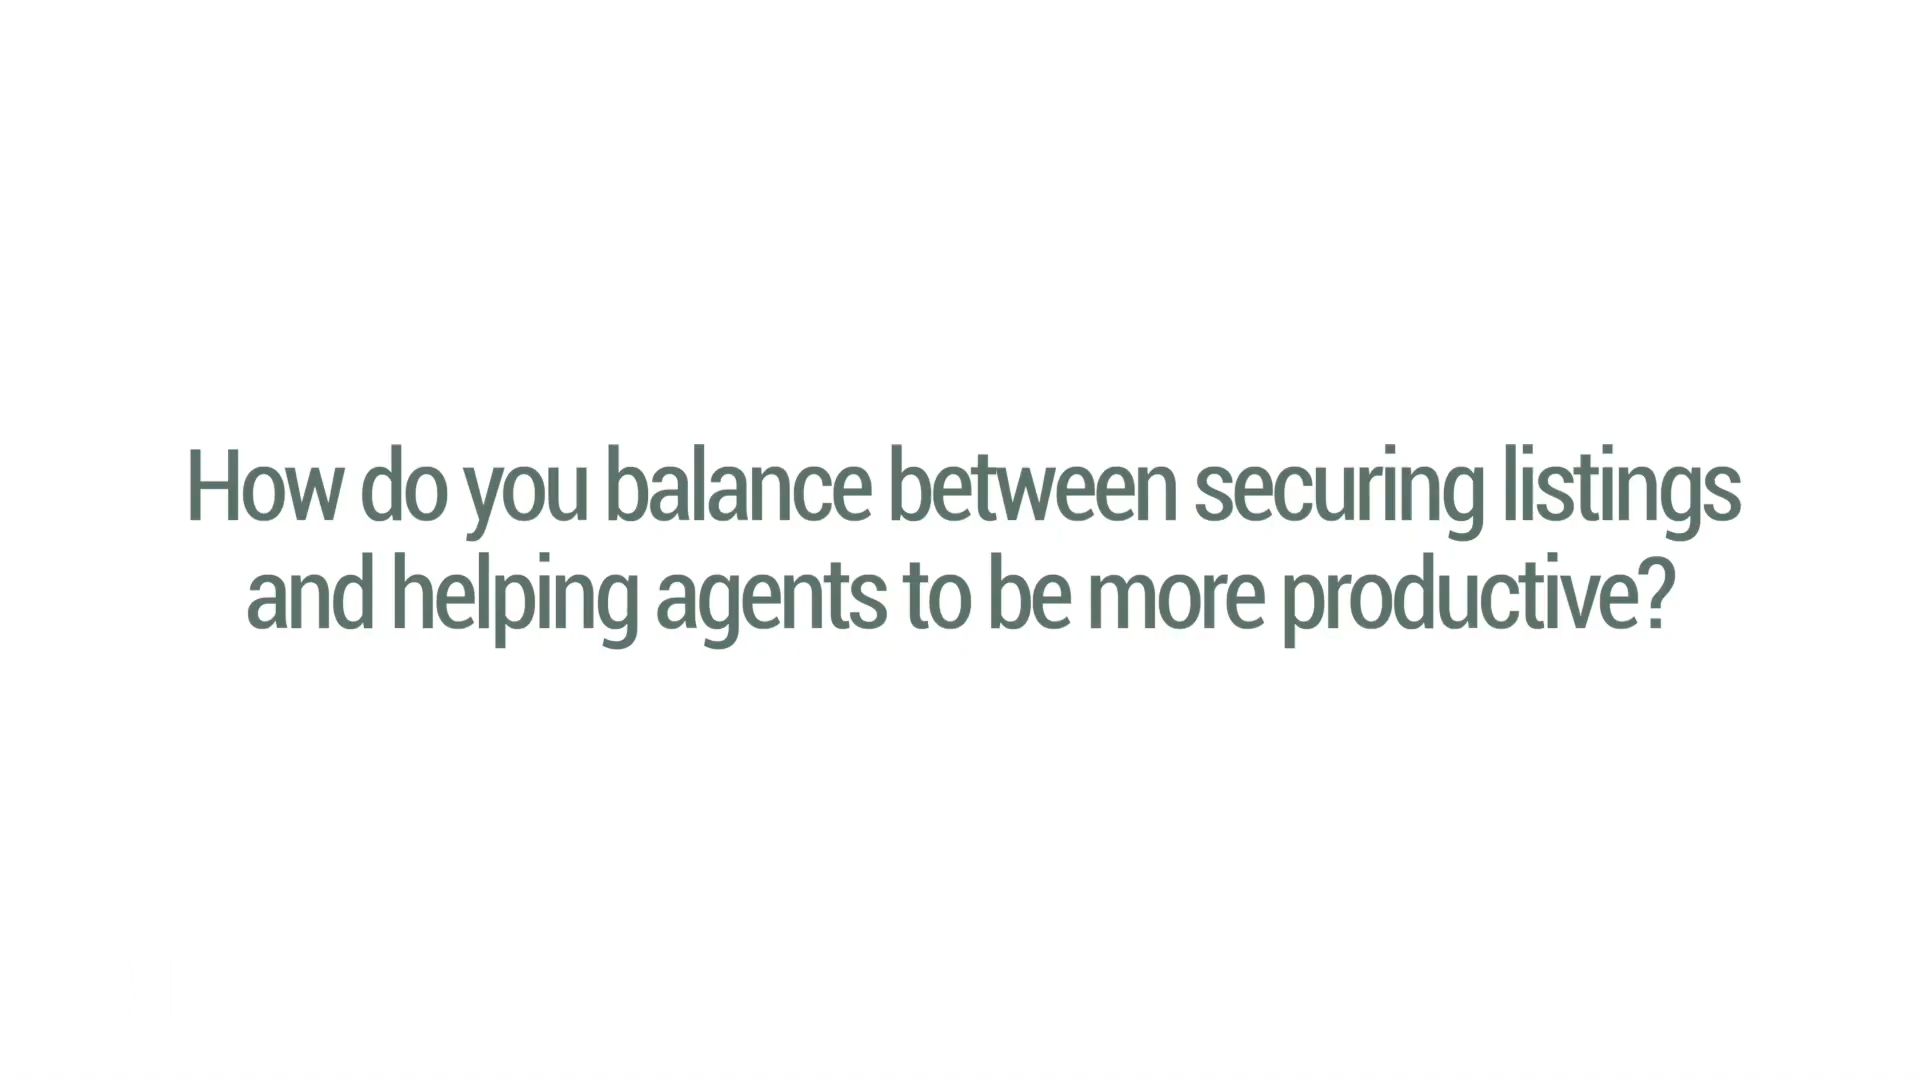 How do you balance between securing listings
and helping agents to be more productive?